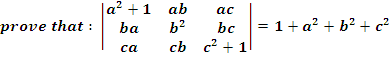 prove that : | a² + 1  ab  ac |
| ba  b²  bc | = 1 + a² + b² + c²
| ca  cb  c² + 1 |